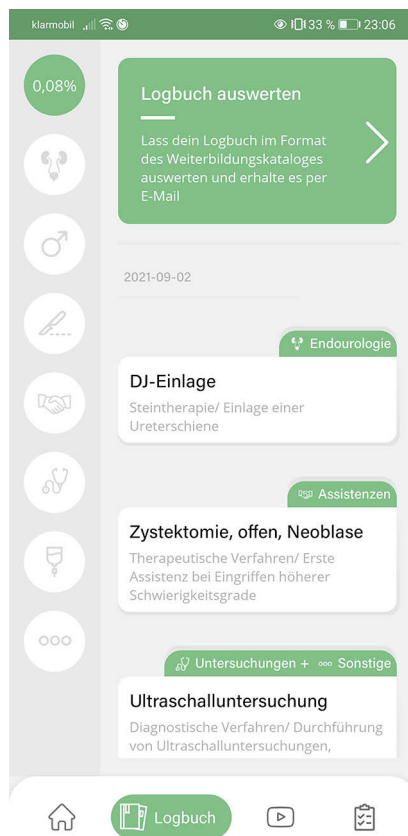 klarmobil 33 % 23:06
0,08%
Logbuch auswerten
Lass dein Logbuch im Format
des Weiterbildungskataloges
auswerten und erhalte es per
E-Mail
2021-09-02
Endourologie
DJ-Einlage
Steintherapie/ Einlage einer
Ureterschiene
Assistenzen
Zystektomie, offen, Neoblase
Therapeutische Verfahren/ Erste
Assistenz bei Eingriffen höherer
Schwierigkeitsgrade
Untersuchungen + Sonstige
Ultraschalluntersuchung
Diagnostische Verfahren/ Durchführung
von Ultraschalluntersuchungen,
Logbuch